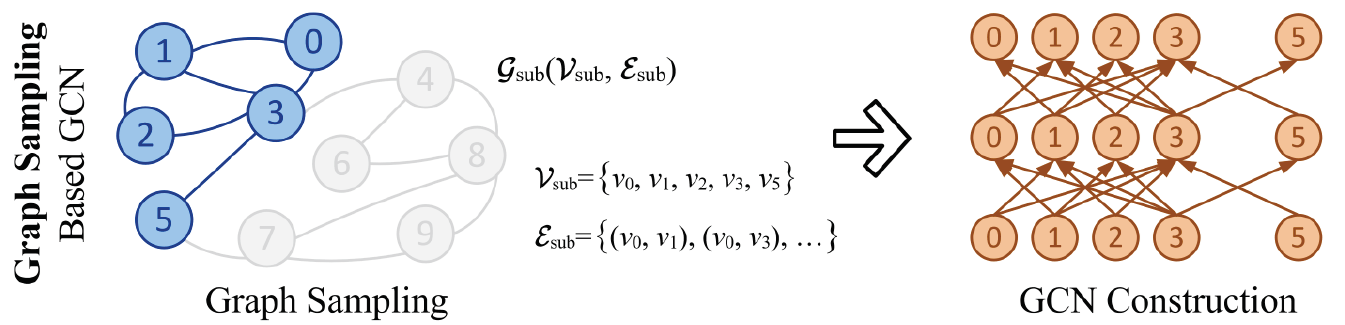 Graph Sampling
Based GCN
1
0
2
3
5
4
6
8
7
9
Graph Sampling
𝓖sub(𝓥sub, 𝓔sub)
𝓥sub={v0, v1, v2, v3, v5}
𝓔sub={(v0, v1), (v0, v3), …}
0 1 2 3 5
0 1 2 3 5
0 1 2 3 5
GCN Construction